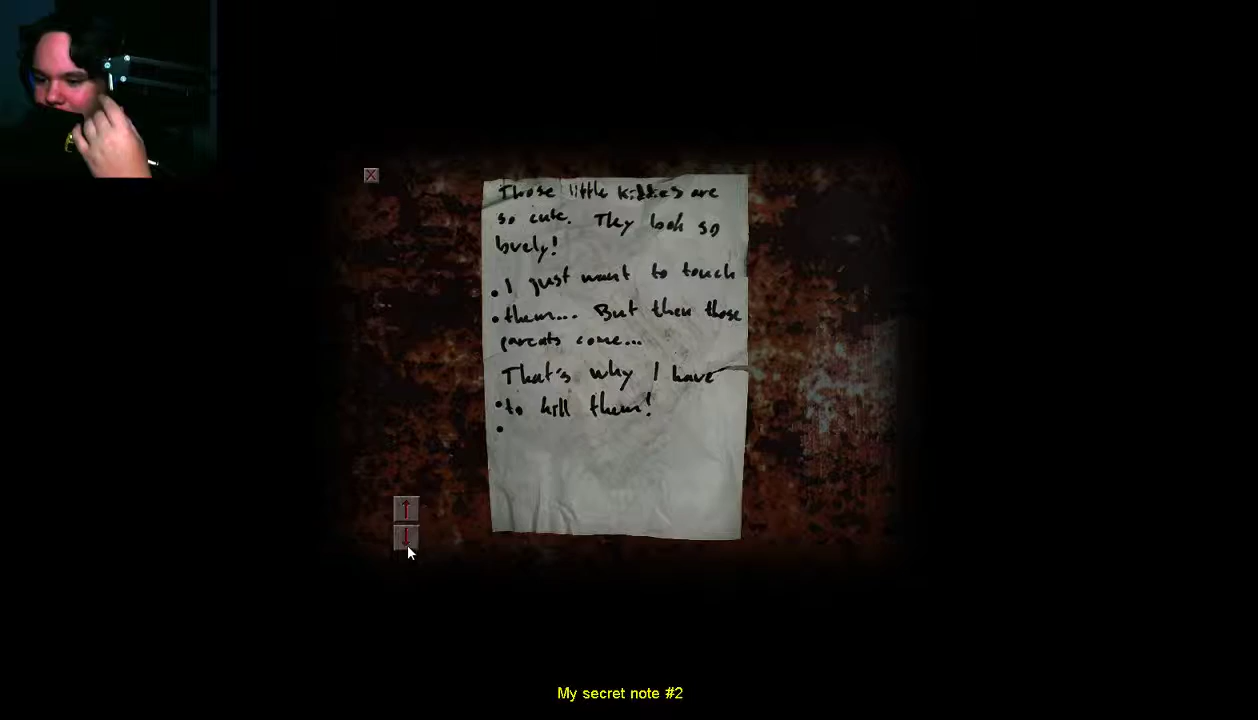 Those little kiddies are
so cute. They look so
lovely!
I just want to touch
them... But then those
parents come...
That's why I have
to kill them!
My secret note #2